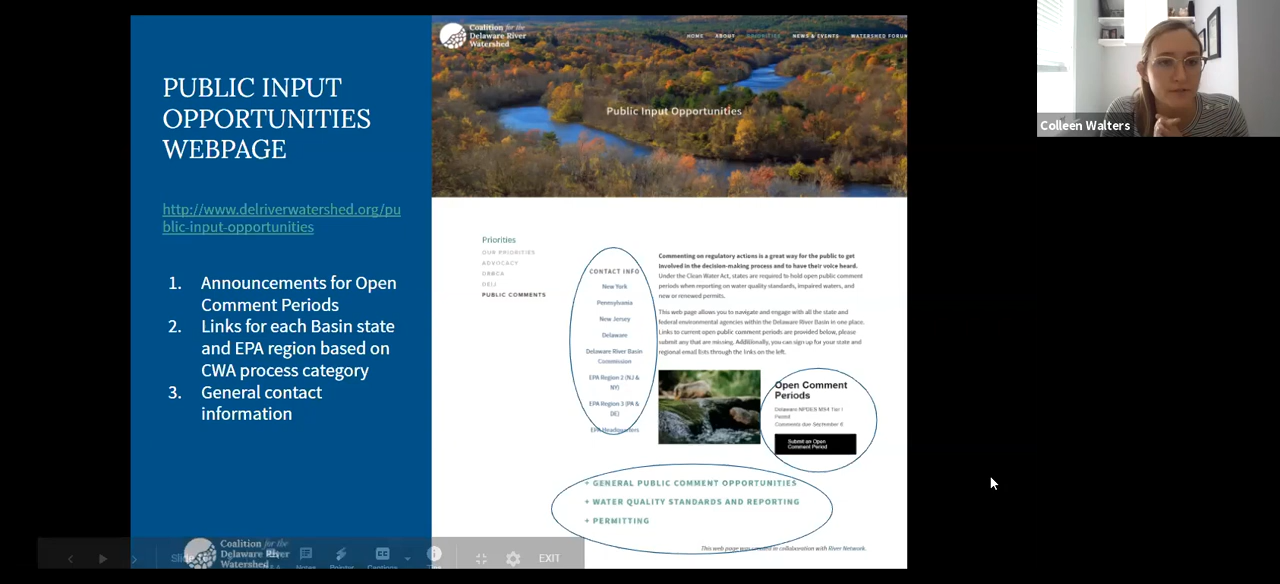 PUBLIC INPUT
OPPORTUNITIES
WEBPAGE
http://www.delriverwatershed.org/pu
blic-input-opportunities
1. Announcements for Open
Comment Periods
2. Links for each Basin state
and EPA region based on
CWA process category
3. General contact
information
Coalition for the
Delaware River
Watershed
HOME ABOUT PRIORITIES NEWS & EVENTS WATERSHED FORUM
Public Input Opportunities
Priorities
OUR PRIORITIES
ADVOCACY
DRBCA
DEIJ
PUBLIC COMMENTS
CONTACT INFO
New York
Pennsylvania
New Jersey
Delaware
Delaware River Basin
Commission
EPA Region 2 (NJ &
NY)
EPA Region 3 (PA &
DE)
EPA Headquarters
Commenting on regulatory actions is a great way for the public to get
involved in the decision-making process and to have their voice heard.
Under the Clean Water Act, states are required to hold open public comment
periods when reporting on water quality standards, impaired waters, and
new or renewed permits.
This web page allows you to navigate and engage with all the state and
federal environmental agencies within the Delaware River Basin in one place.
Links to current open public comment periods are provided below, please
submit any that are missing. Additionally, you can sign up for your state and
regional email lists through the links on the left.
Open Comment
Periods
Delaware NPDES MS4 Tier I
Permit
Comments due September 6
Submit an Open
Comment Period
+ GENERAL PUBLIC COMMENT OPPORTUNITIES
+ WATER QUALITY STANDARDS AND REPORTING
+ PERMITTING
This web page was created in collaboration with River Network.
Coalition for the
Delaware River
Watershed
Notes
Pointer
Captions
EXIT
Colleen Walters